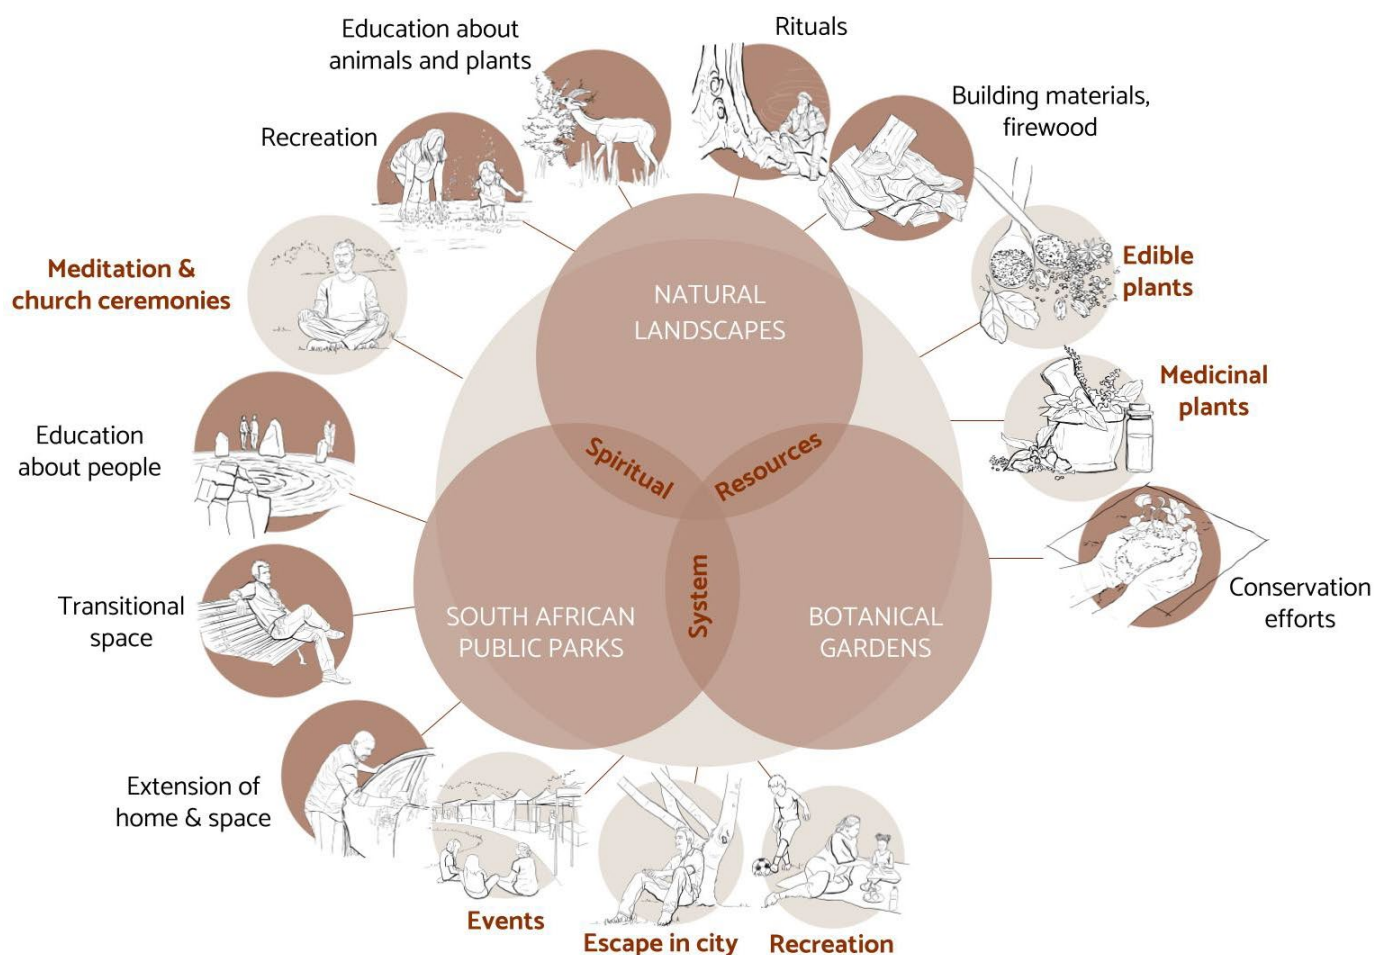 Education about
animals and plants
Rituals
Building materials,
firewood
Recreation
Edible
plants
Meditation &
church ceremonies
NATURAL
LANDSCAPES
Medicinal
plants
Education
about people
Spiritual
Resources
System
Conservation
efforts
Transitional
space
SOUTH AFRICAN
PUBLIC PARKS
BOTANICAL
GARDENS
Extension of
home & space
Events
Escape in city
Recreation